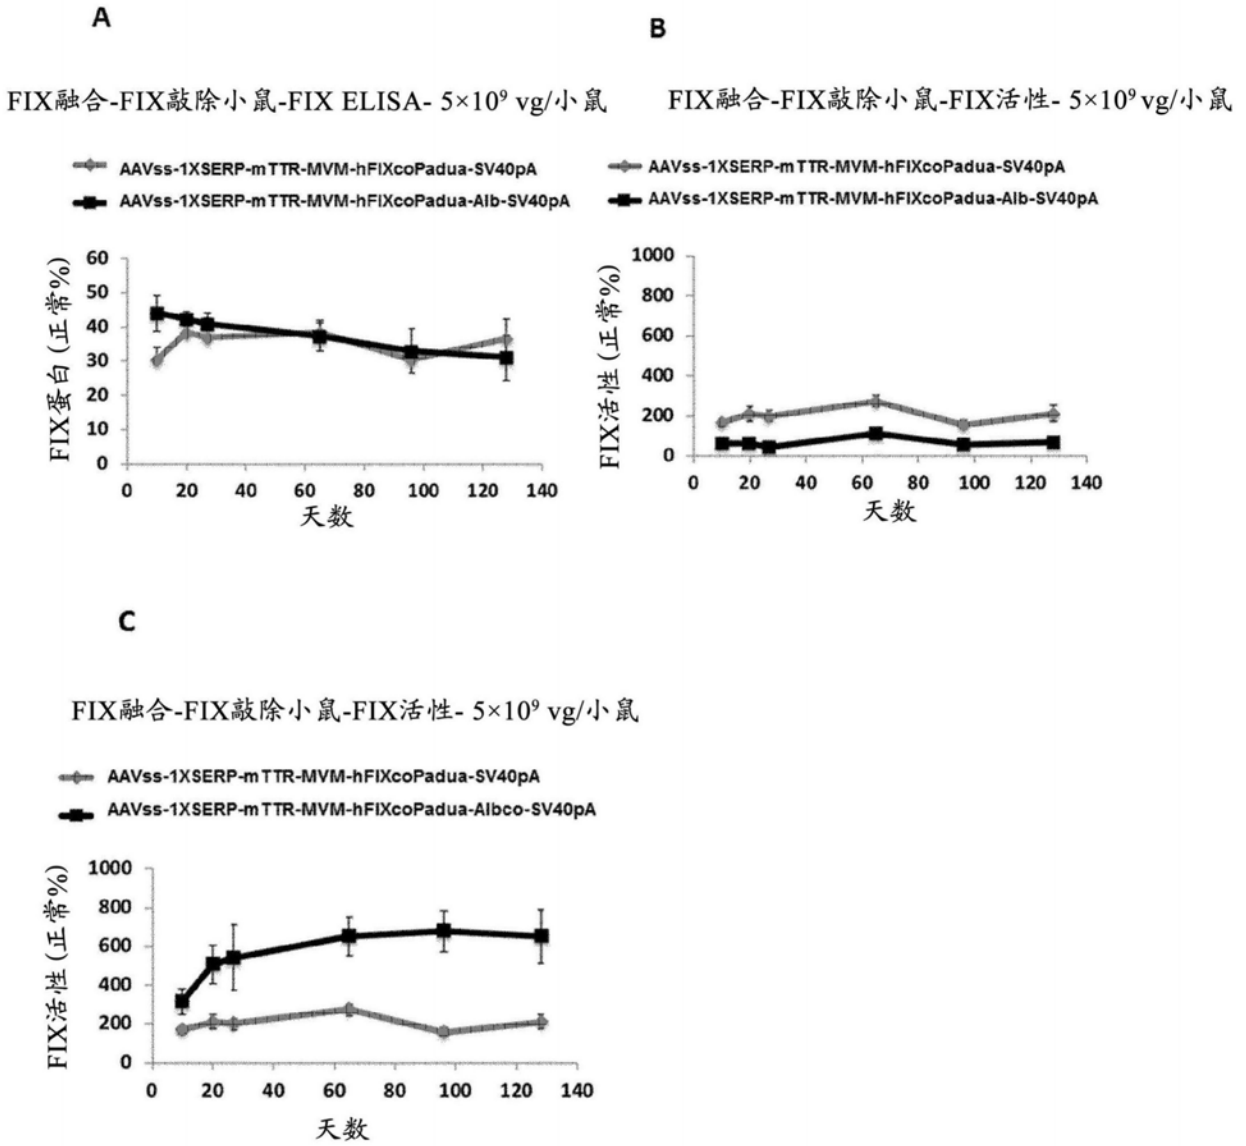 A
B
FIX融合-FIX敲除小鼠-FIX ELISA- 5×10⁹ vg/小鼠
FIX融合-FIX敲除小鼠-FIX活性- 5×10⁹ vg/小鼠
AAVss-1XSERP-mTTR-MVM-hFIXcoPadua-SV40pA
AAVss-1XSERP-mTTR-MVM-hFIXcoPadua-Alb-SV40pA
AAVss-1XSERP-mTTR-MVM-hFIXcoPadua-SV40pA
AAVss-1XSERP-mTTR-MVM-hFIXcoPadua-Alb-SV40pA
FIX蛋白 (正常%)
60
50
40
30
20
10
0
0 20 40 60 80 100 120 140
天数
FIX活性 (正常%)
1000
800
600
400
200
0
0 20 40 60 80 100 120 140
天数
C
FIX融合-FIX敲除小鼠-FIX活性- 5×10⁹ vg/小鼠
AAVss-1XSERP-mTTR-MVM-hFIXcoPadua-SV40pA
AAVss-1XSERP-mTTR-MVM-hFIXcoPadua-Albco-SV40pA
FIX活性 (正常%)
1000
800
600
400
200
0
0 20 40 60 80 100 120 140
天数